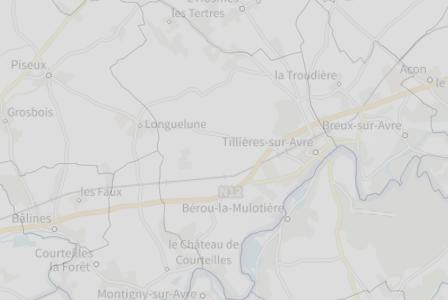 les Tertres
Piseux
la Troudière
Acon
Grosbois
Longuelune
Breux-sur-Avre
Tillières-sur-Avre
les Faux
N12
Bérou-la-Mulotière
Bâlines
le Château de
Courteilles
Courteilles
la Forêt
Montigny-sur-Avre